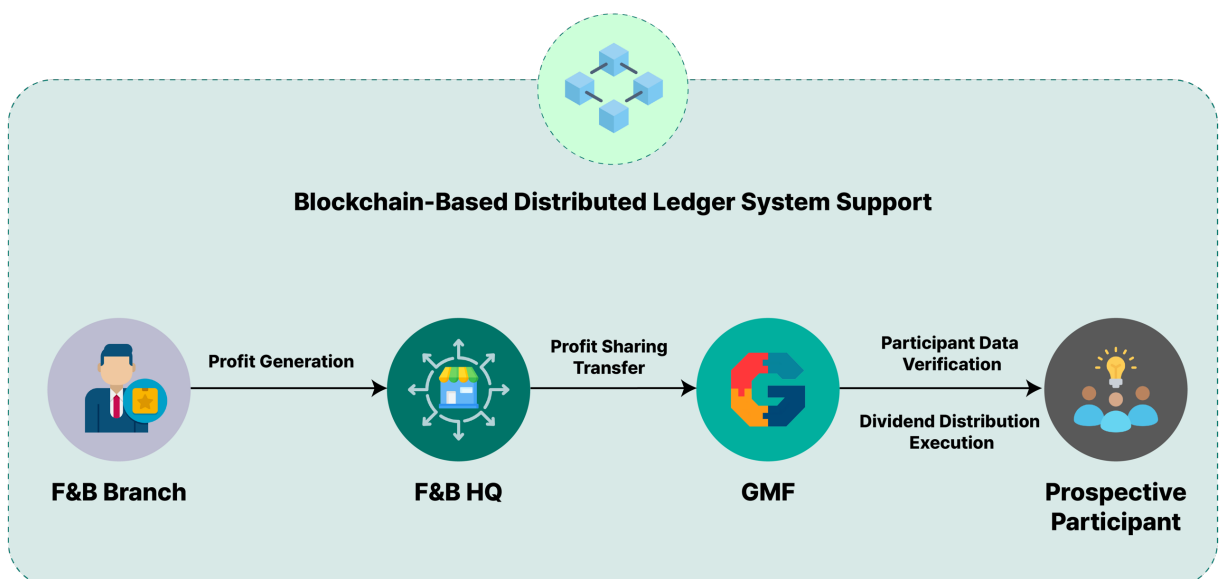 Blockchain-Based Distributed Ledger System Support
Profit Generation
Profit Sharing
Transfer
Participant Data
Verification
Dividend Distribution
Execution
F&B Branch
F&B HQ
GMF
Prospective
Participant